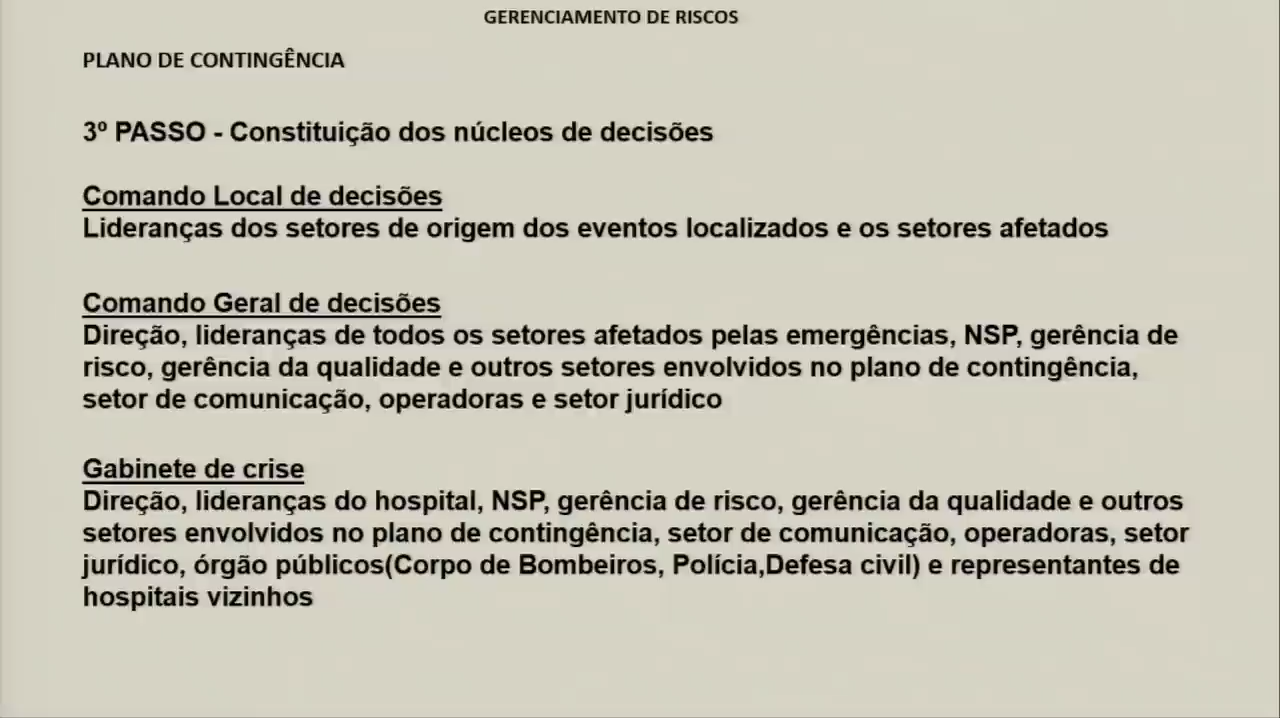 GERENCIAMENTO DE RISCOS
PLANO DE CONTINGÊNCIA
3º PASSO - Constituição dos núcleos de decisões
Comando Local de decisões
Lideranças dos setores de origem dos eventos localizados e os setores afetados
Comando Geral de decisões
Direção, lideranças de todos os setores afetados pelas emergências, NSP, gerência de
risco, gerência da qualidade e outros setores envolvidos no plano de contingência,
setor de comunicação, operadoras e setor jurídico
Gabinete de crise
Direção, lideranças do hospital, NSP, gerência de risco, gerência da qualidade e outros
setores envolvidos no plano de contingência, setor de comunicação, operadoras, setor
jurídico, órgão públicos(Corpo de Bombeiros, Polícia,Defesa civil) e representantes de
hospitais vizinhos